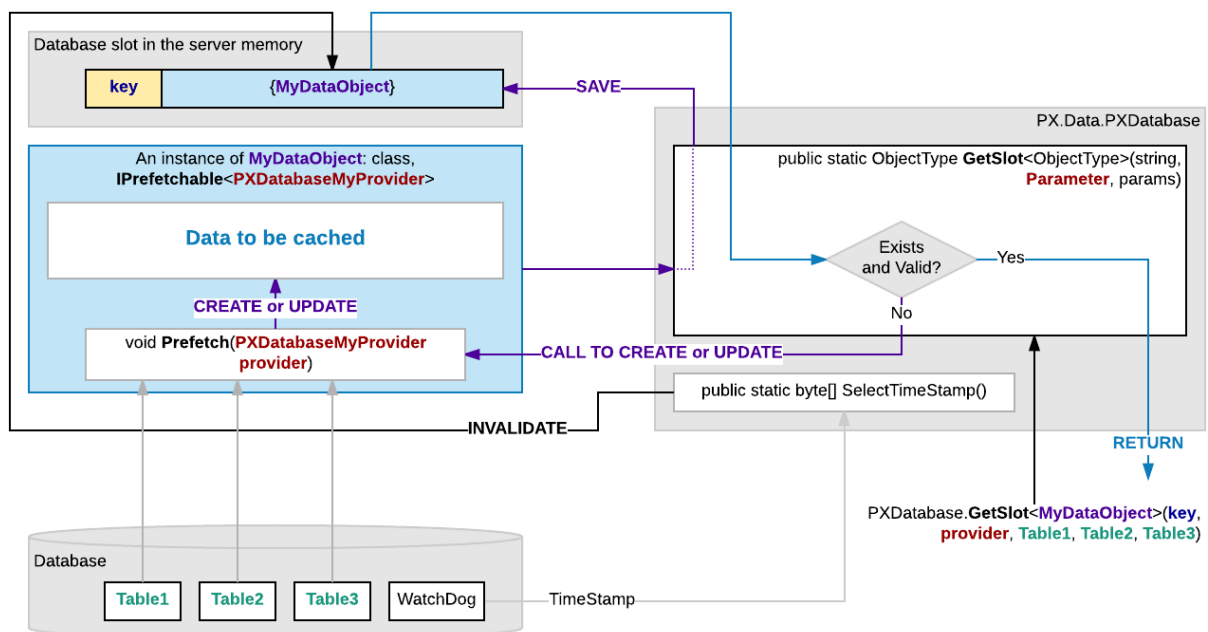 Database slot in the server memory
key
{MyDataObject}
SAVE
PX.Data.PXDatabase
An instance of MyDataObject: class,
IPrefetchable<PXDatabaseMyProvider>
public static ObjectType GetSlot<ObjectType>(string,
Parameter, params)
Data to be cached
Exists
and Valid?
Yes
No
CREATE or UPDATE
void Prefetch(PXDatabaseMyProvider
provider)
CALL TO CREATE or UPDATE
public static byte[] SelectTimeStamp()
INVALIDATE
RETURN
PXDatabase.GetSlot<MyDataObject>(key,
provider, Table1, Table2, Table3)
Database
Table1
Table2
Table3
WatchDog
TimeStamp